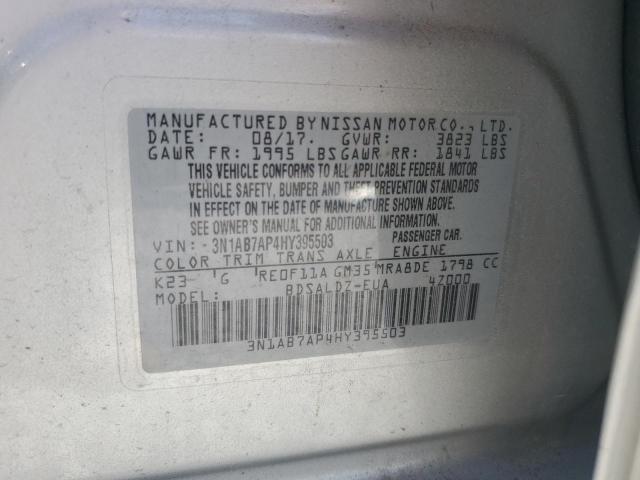 MANUFACTURED BY NISSAN MOTOR CO., LTD.
DATE: 08/17. GVWR: 3823 LBS
GAWR FR: 1995 LBS GAWR RR: 1841 LBS
THIS VEHICLE CONFORMS TO ALL APPLICABLE FEDERAL MOTOR
VEHICLE SAFETY, BUMPER AND THEFT PREVENTION STANDARDS
IN EFFECT ON THE DATE OF MANUFACTURE SHOWN ABOVE.
SEE OWNER'S MANUAL FOR ADDITIONAL INFORMATION.
VIN: -3N1AB7AP4HY395503 PASSENGER CAR.
COLOR TRIM TRANS AXLE ENGINE
K23 G RE0F11A GM35 MRA8DE 1798 CC
MODEL: BDSALDZ-EUA 4Z000
3N1AB7AP4HY395503